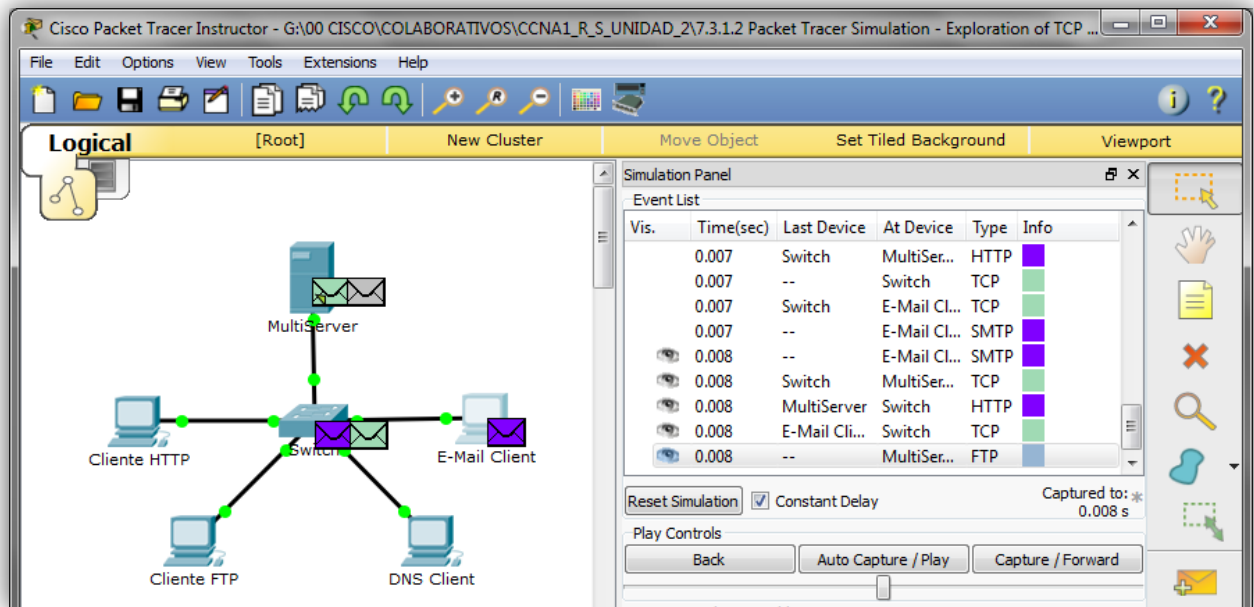 Cisco Packet Tracer Instructor - G:\00 CISCO\COLABORATIVOS\CCNA1_R_S_UNIDAD_2\7.3.1.2 Packet Tracer Simulation - Exploration of TCP ...
File Edit Options View Tools Extensions Help
Logical [Root] New Cluster Move Object Set Tiled Background Viewport
Simulation Panel
Event List
Vis. Time(sec) Last Device At Device Type Info
0.007 Switch MultiSer... HTTP
0.007 -- Switch TCP
0.007 Switch E-Mail Cl... TCP
0.007 -- E-Mail Cl... SMTP
0.008 -- E-Mail Cl... SMTP
0.008 Switch MultiSer... TCP
0.008 MultiServer Switch HTTP
0.008 E-Mail Cli... Switch TCP
0.008 -- MultiSer... FTP
Reset Simulation Constant Delay Captured to: *
0.008 s
Play Controls
Back Auto Capture / Play Capture / Forward
MultiServer
Cliente HTTP
Switch
E-Mail Client
Cliente FTP
DNS Client